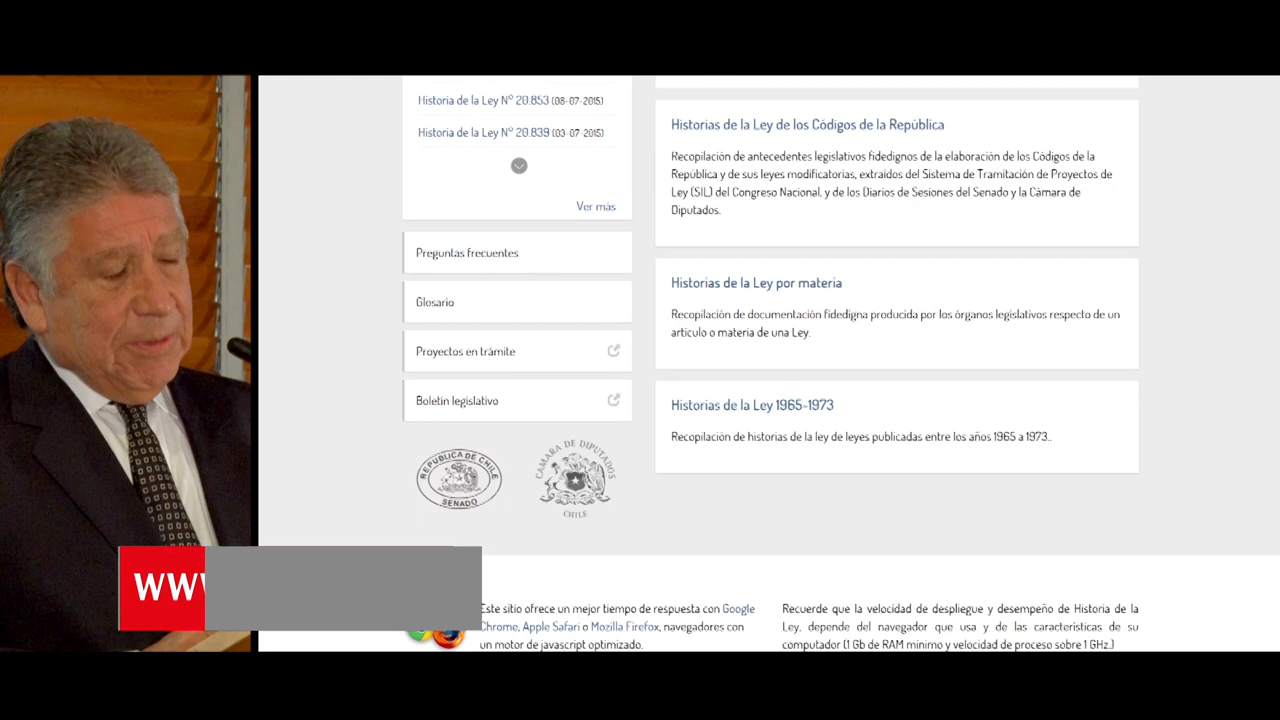 Historia de la Ley Nº 20.853 (08-07-2015)
Historia de la Ley Nº 20.839 (03-07-2015)
Ver más
Preguntas frecuentes
Glosario
Proyectos en trámite
Boletín legislativo
REPUBLICA DE CHILE
SENADO
CAMARA DE DIPUTADOS
CHILE
Historias de la Ley de los Códigos de la República
Recopilación de antecedentes legislativos fidedignos de la elaboración de los Códigos de la
República y de sus leyes modificatorias, extraídos del Sistema de Tramitación de Proyectos de
Ley (SIL) del Congreso Nacional, y de los Diarios de Sesiones del Senado y la Cámara de
Diputados.
Historias de la Ley por materia
Recopilación de documentación fidedigna producida por los órganos legislativos respecto de un
artículo o materia de una Ley.
Historias de la Ley 1965-1973
Recopilación de historias de la ley de leyes publicadas entre los años 1965 a 1973..
WW
Este sitio ofrece un mejor tiempo de respuesta con Google
Chrome, Apple Safari o Mozilla Firefox, navegadores con
un motor de javascript optimizado.
Recuerde que la velocidad de despliegue y desempeño de Historia de la
Ley, depende del navegador que usa y de las características de su
computador (1 Gb de RAM mínimo y velocidad de proceso sobre 1 GHz.)